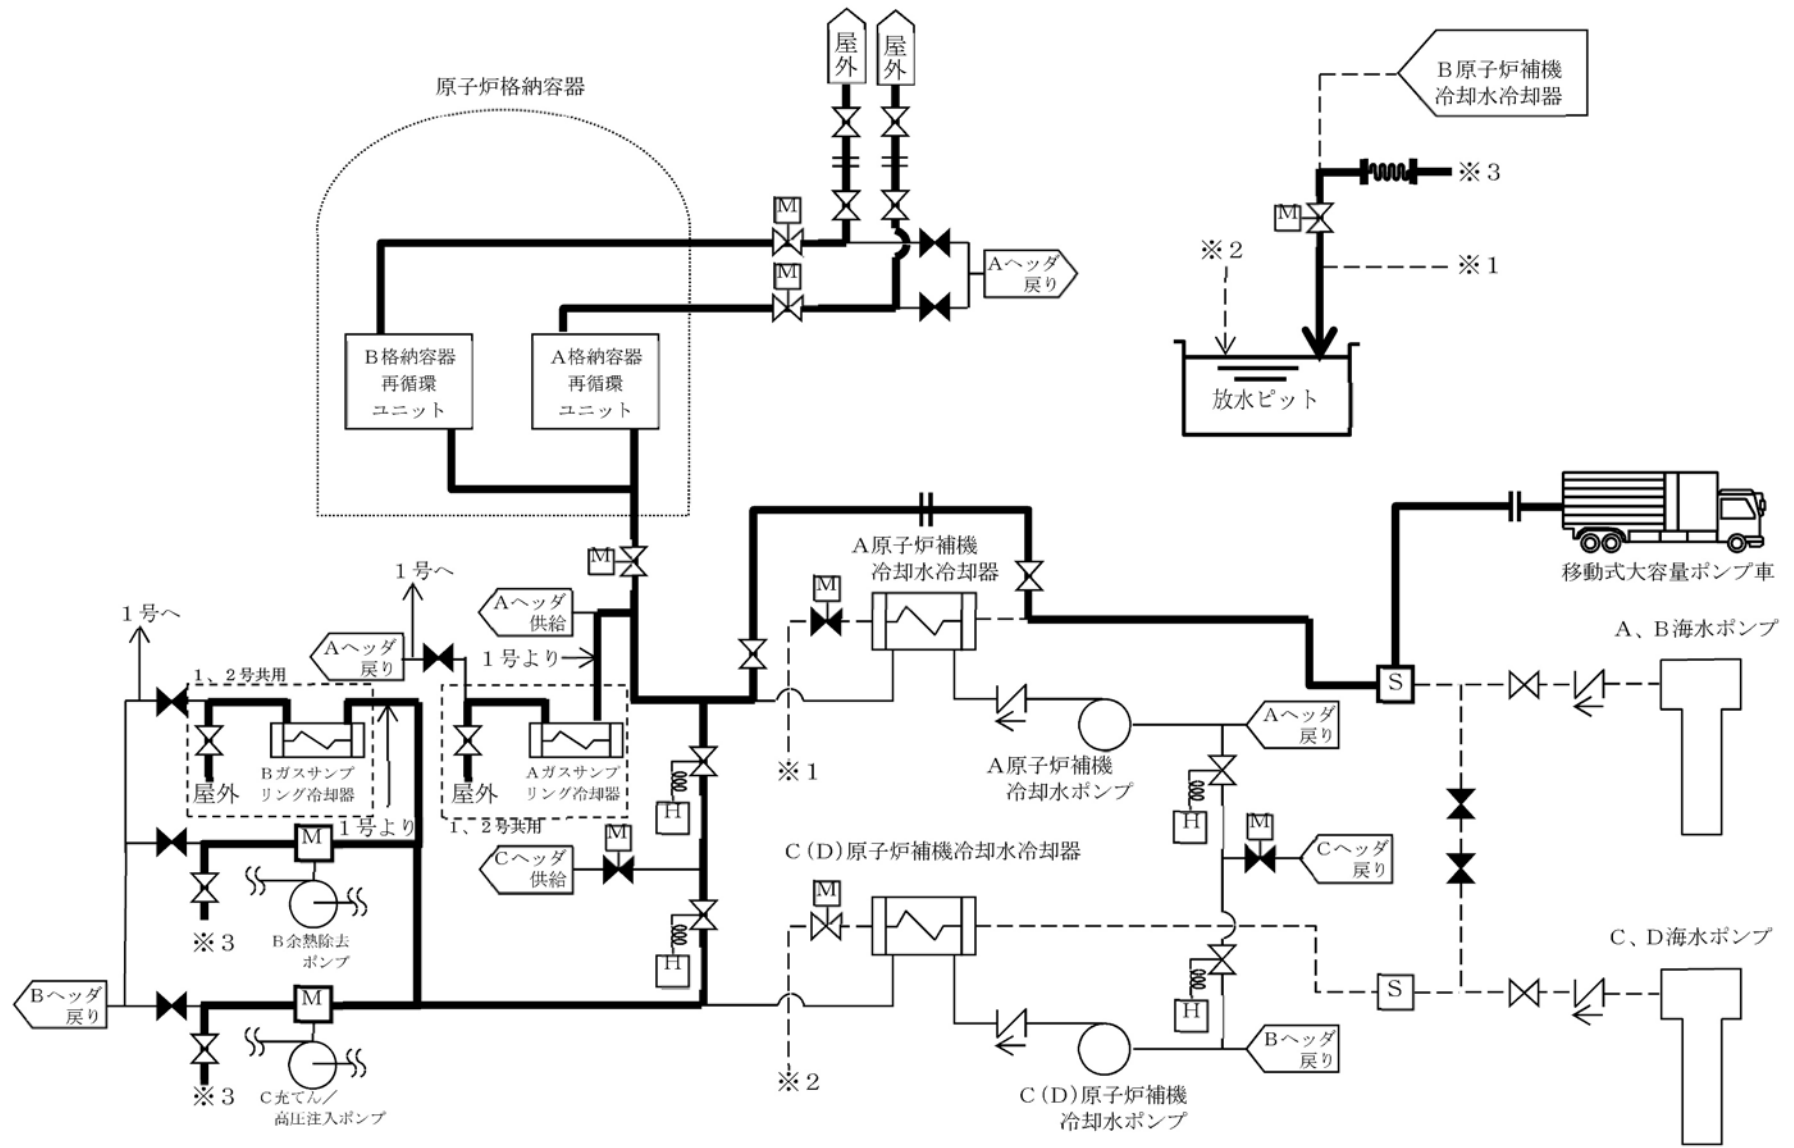 屋
外
屋
外
B原子炉補機
冷却水冷却器
原子炉格納容器
※3
M
M
※2
※1
M
Aヘッダ
戻り
B格納容器
再循環
ユニット
A格納容器
再循環
ユニット
放水ピット
A原子炉補機
冷却水冷却器
M
移動式大容量ポンプ車
1号へ
1号へ
Aヘッダ
供給
M
A、B海水ポンプ
Aヘッダ
戻り
1号より
1、2号共用
S
Aヘッダ
戻り
屋外
Bガスサンプ
リング冷却器
屋外
Aガスサンプ
リング冷却器
※1
A原子炉補機
冷却水ポンプ
H
H
1号より
1、2号共用
M
M
M
Cヘッダ
供給
C(D)原子炉補機冷却水冷却器
Cヘッダ
戻り
M
※3
B余熱除去
ポンプ
H
C、D海水ポンプ
Bヘッダ
戻り
M
S
H
Bヘッダ
戻り
※3
C充てん/
高圧注入ポンプ
※2
C(D)原子炉補機
冷却水ポンプ